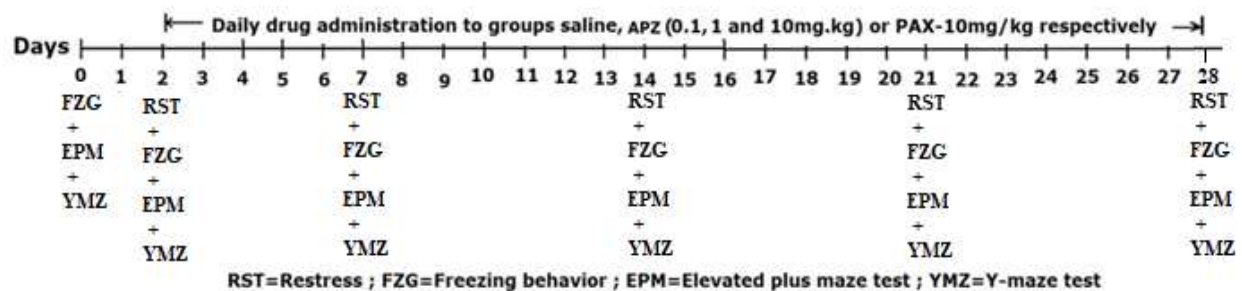 Daily drug administration to groups saline, APZ (0.1, 1 and 10mg.kg) or PAX-10mg/kg respectively
Days
0 1 2 3 4 5 6 7 8 9 10 11 12 13 14 15 16 17 18 19 20 21 22 23 24 25 26 27 28
FZG
+
EPM
+
YMZ
RST
+
FZG
+
EPM
+
YMZ
RST
+
FZG
+
EPM
+
YMZ
RST
+
FZG
+
EPM
+
YMZ
RST
+
FZG
+
EPM
+
YMZ
RST
+
FZG
+
EPM
+
YMZ
RST=Restress ; FZG=Freezing behavior ; EPM=Elevated plus maze test ; YMZ=Y-maze test